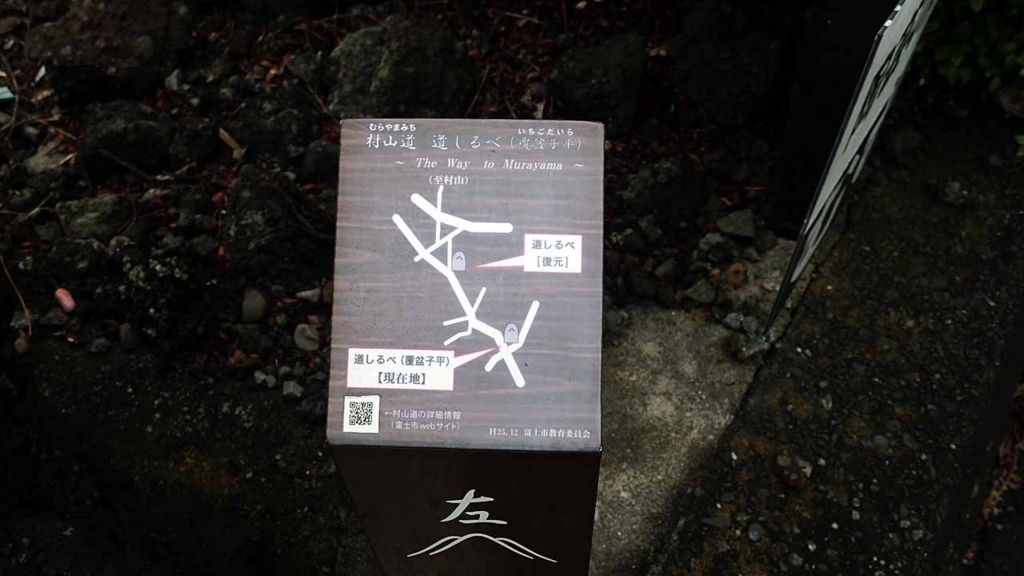 むらやまみち いちごだいら
村山道 道しるべ(覆盆子平)
～ The Way to Murayama ～
(至村山)
道しるべ
[復元]
道しるべ(覆盆子平)
【現在地】
←村山道の詳細情報
(富士市webサイト)
H25.12 富士市教育委員会
左